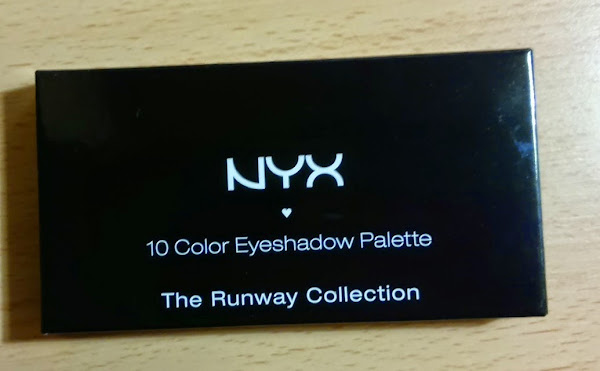 NYX
♥
10 Color Eyeshadow Palette
The Runway Collection